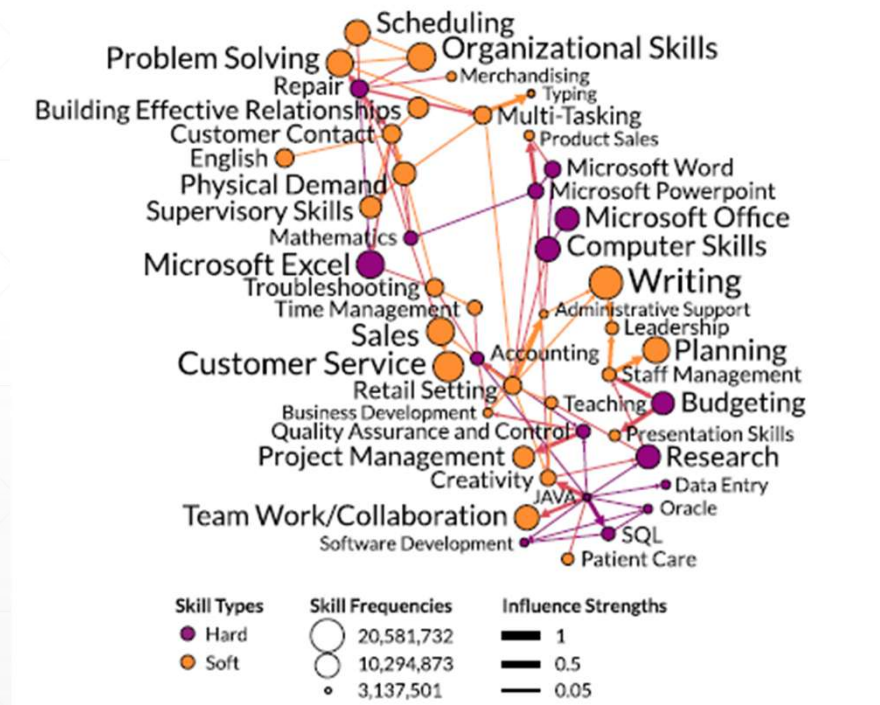 Scheduling
Problem Solving
Organizational Skills
Merchandising
Repair
Typing
Building Effective Relationships
Multi-Tasking
Customer Contact
Product Sales
English
Microsoft Word
Physical Demand
Microsoft Powerpoint
Supervisory Skills
Microsoft Office
Mathematics
Computer Skills
Microsoft Excel
Writing
Troubleshooting
Time Management
Administrative Support
Leadership
Sales
Accounting
Planning
Customer Service
Staff Management
Retail Setting
Teaching
Budgeting
Business Development
Quality Assurance and Control
Presentation Skills
Project Management
Research
Creativity
Data Entry
JAVA
Oracle
Team Work/Collaboration
SQL
Software Development
Patient Care
Skill Types
Hard
Soft
Skill Frequencies
20,581,732
10,294,873
3,137,501
Influence Strengths
1
0.5
0.05